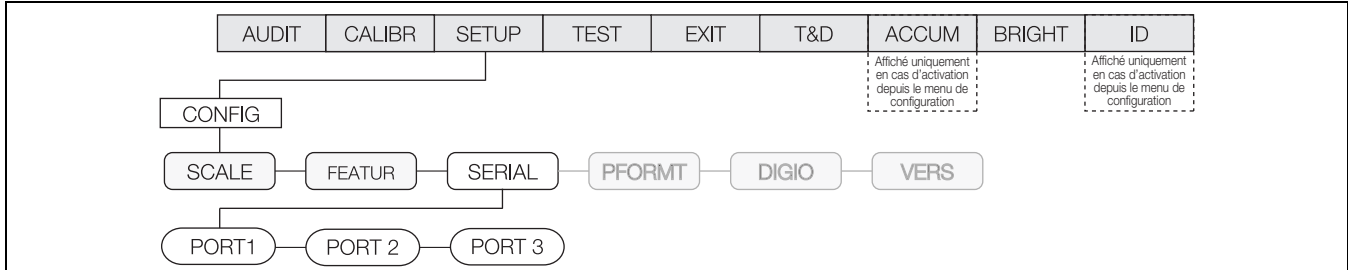 AUDIT CALIBR SETUP TEST EXIT T&D ACCUM BRIGHT ID
Affiché uniquement
en cas d'activation
depuis le menu de
configuration
Affiché uniquement
en cas d'activation
depuis le menu de
configuration
CONFIG
SCALE FEATUR SERIAL PFORMT DIGIO VERS
PORT1 PORT 2 PORT 3